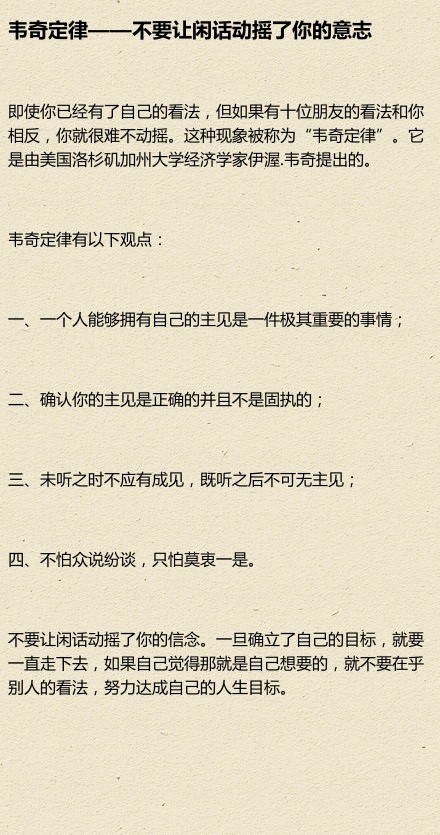 韦奇定律——不要让闲话动摇了你的意志
即使你已经有了自己的看法，但如果有十位朋友的看法和你
相反，你就很难不动摇。这种现象被称为“韦奇定律”。它
是由美国洛杉矶加州大学经济学家伊渥.韦奇提出的。
韦奇定律有以下观点：
一、一个人能够拥有自己的主见是一件极其重要的事情；
二、确认你的主见是正确的并且不是固执的；
三、未听之时不应有成见，既听之后不可无主见；
四、不怕众说纷谈，只怕莫衷一是。
不要让闲话动摇了你的信念。一旦确立了自己的目标，就要
一直走下去，如果自己觉得那就是自己想要的，就不要在乎
别人的看法，努力达成自己的人生目标。